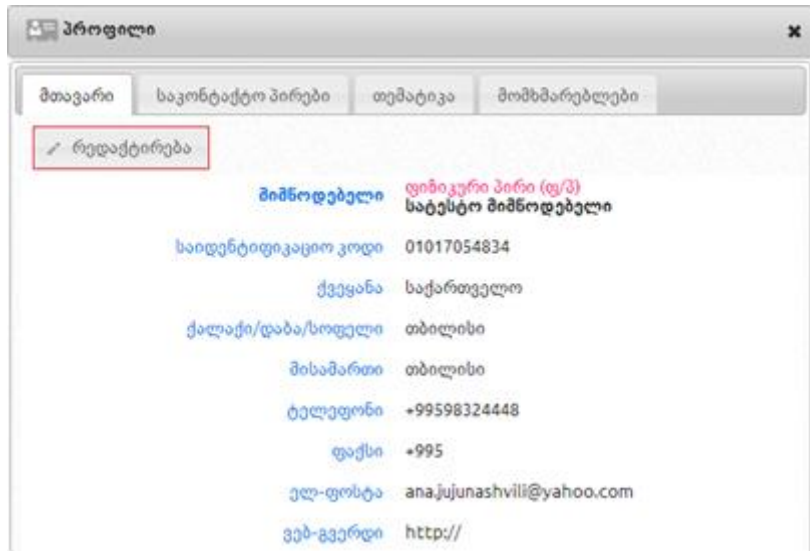 პროფილი
მთავარი საკონტაქტო პირები თემატიკა მომხმარებლები
რედაქტირება
მიმწოდებელი ფიზიკური პირი (ფ/პ)
სატესტო მიმწოდებელი
საიდენტიფიკაციო კოდი 01017054834
ქვეყანა საქართველო
ქალაქი/დაბა/სოფელი თბილისი
მისამართი თბილისი
ტელეფონი +99598324448
ფაქსი +995
ელ-ფოსტა ana.jujunashvili@yahoo.com
ვებ-გვერდი http://